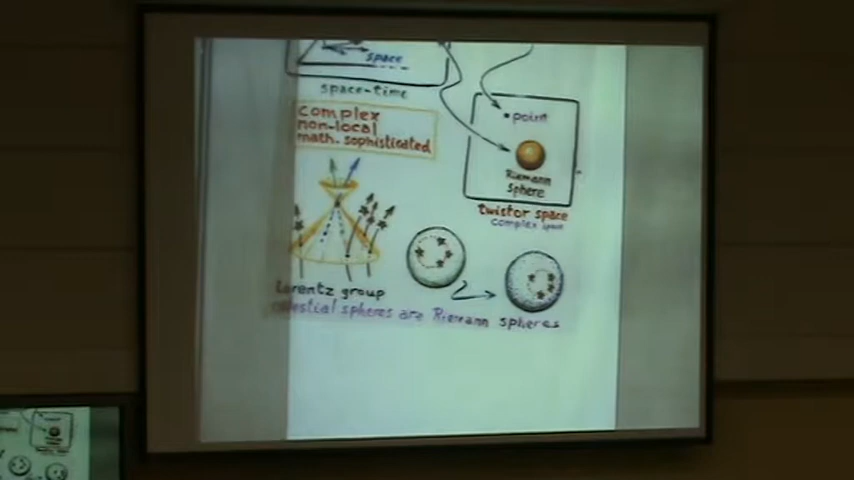 space
space-time
point
complex
non-local
math. sophisticated
Riemann
sphere
twistor space
complex space
Lorentz group
celestial spheres are Riemann spheres